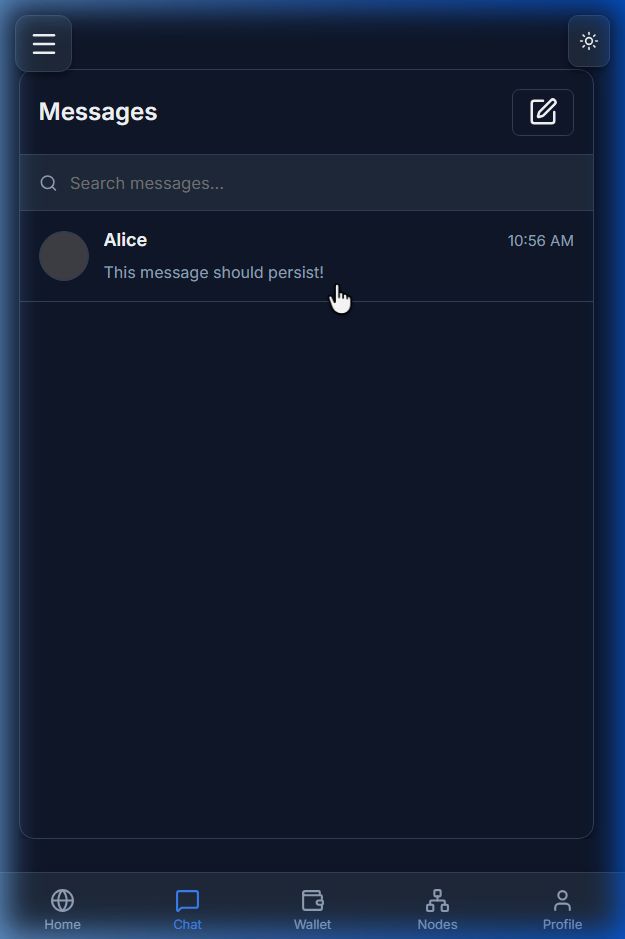 Messages
Search messages...
Alice
10:56 AM
This message should persist!
Home
Chat
Wallet
Nodes
Profile